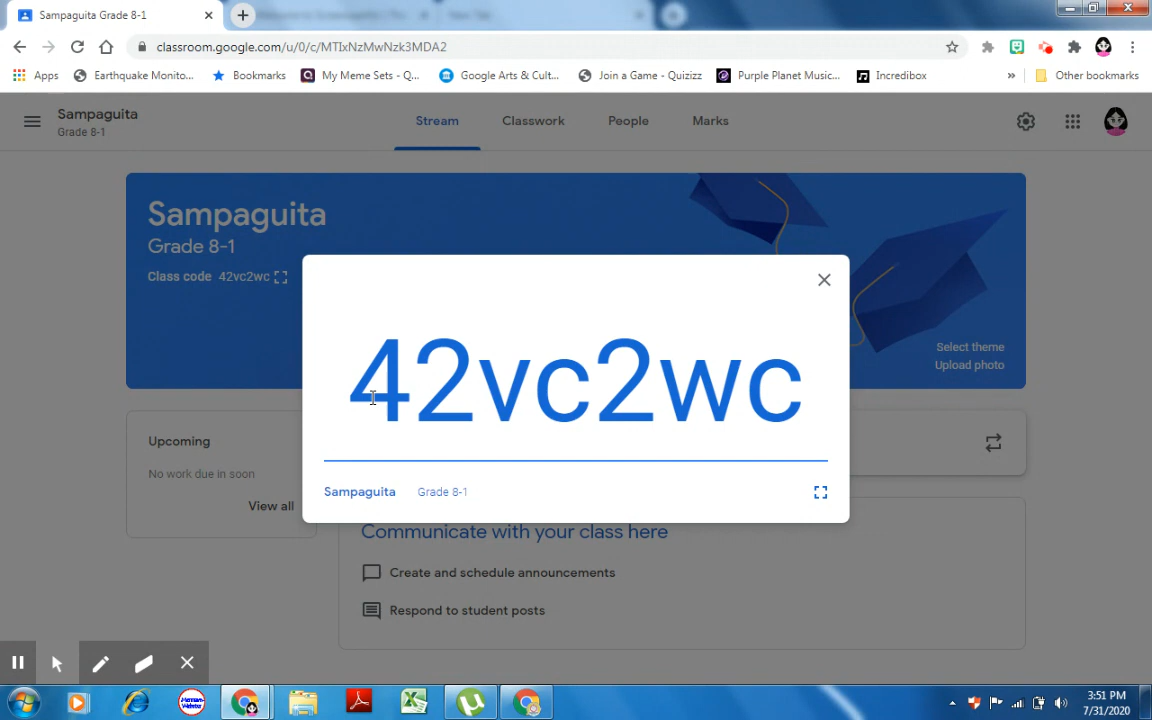 Sampaguita Grade 8-1
New Tab
classroom.google.com/u/0/c/MTIxNzMwNzk3MDA2
Apps Earthquake Monito... Bookmarks My Meme Sets - Q... Google Arts & Cult... Join a Game - Quizizz Purple Planet Music... Incredibox » Other bookmarks
Sampaguita
Grade 8-1
Stream Classwork People Marks
Sampaguita
Grade 8-1
Class code 42vc2wc
42vc2wc
Sampaguita Grade 8-1
Select theme
Upload photo
Upcoming
No work due in soon
View all
Communicate with your class here
Create and schedule announcements
Respond to student posts
3:51 PM
7/31/2020